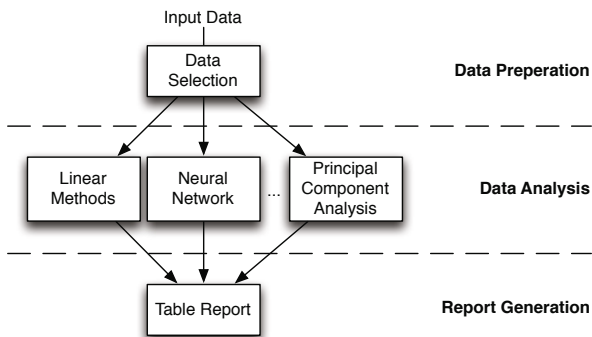 Input Data
Data
Selection
Data Preperation
Linear
Methods
Neural
Network
...
Principal
Component
Analysis
Data Analysis
Table Report
Report Generation